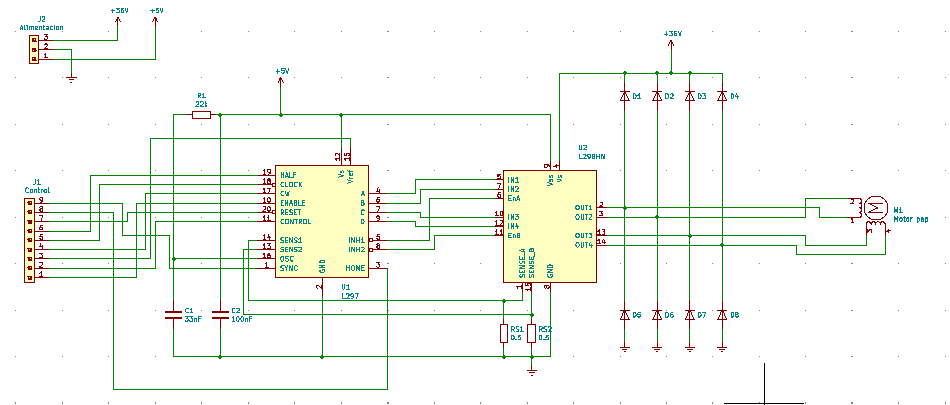 J2
Alimentacion
+36V
+5V
3
2
1
+5V
+36V
R1
22k
D1
D2
D3
D4
12
15
Vs
Vref
U2
L298HN
9
4
Vss
Vs
J1
Control
9
8
7
6
5
4
3
2
1
19
HALF
18
CLOCK
17
CW
10
ENABLE
20
RESET
11
CONTROL
14
SENS1
13
SENS2
16
OSC
1
SYNC
A
4
B
6
C
7
D
9
INH1
5
INH2
8
HOME
3
GND
2
U1
L297
5
IN1
7
IN2
6
EnA
10
IN3
12
IN4
11
EnB
OUT1
2
OUT2
3
OUT3
13
OUT4
14
SENSE_A
SENSE_B
GND
1
15
8
2
1
3
4
M
M1
Motor pap
C1
33nF
C2
100nF
RS1
0.5
RS2
0.5
D5
D6
D7
D8